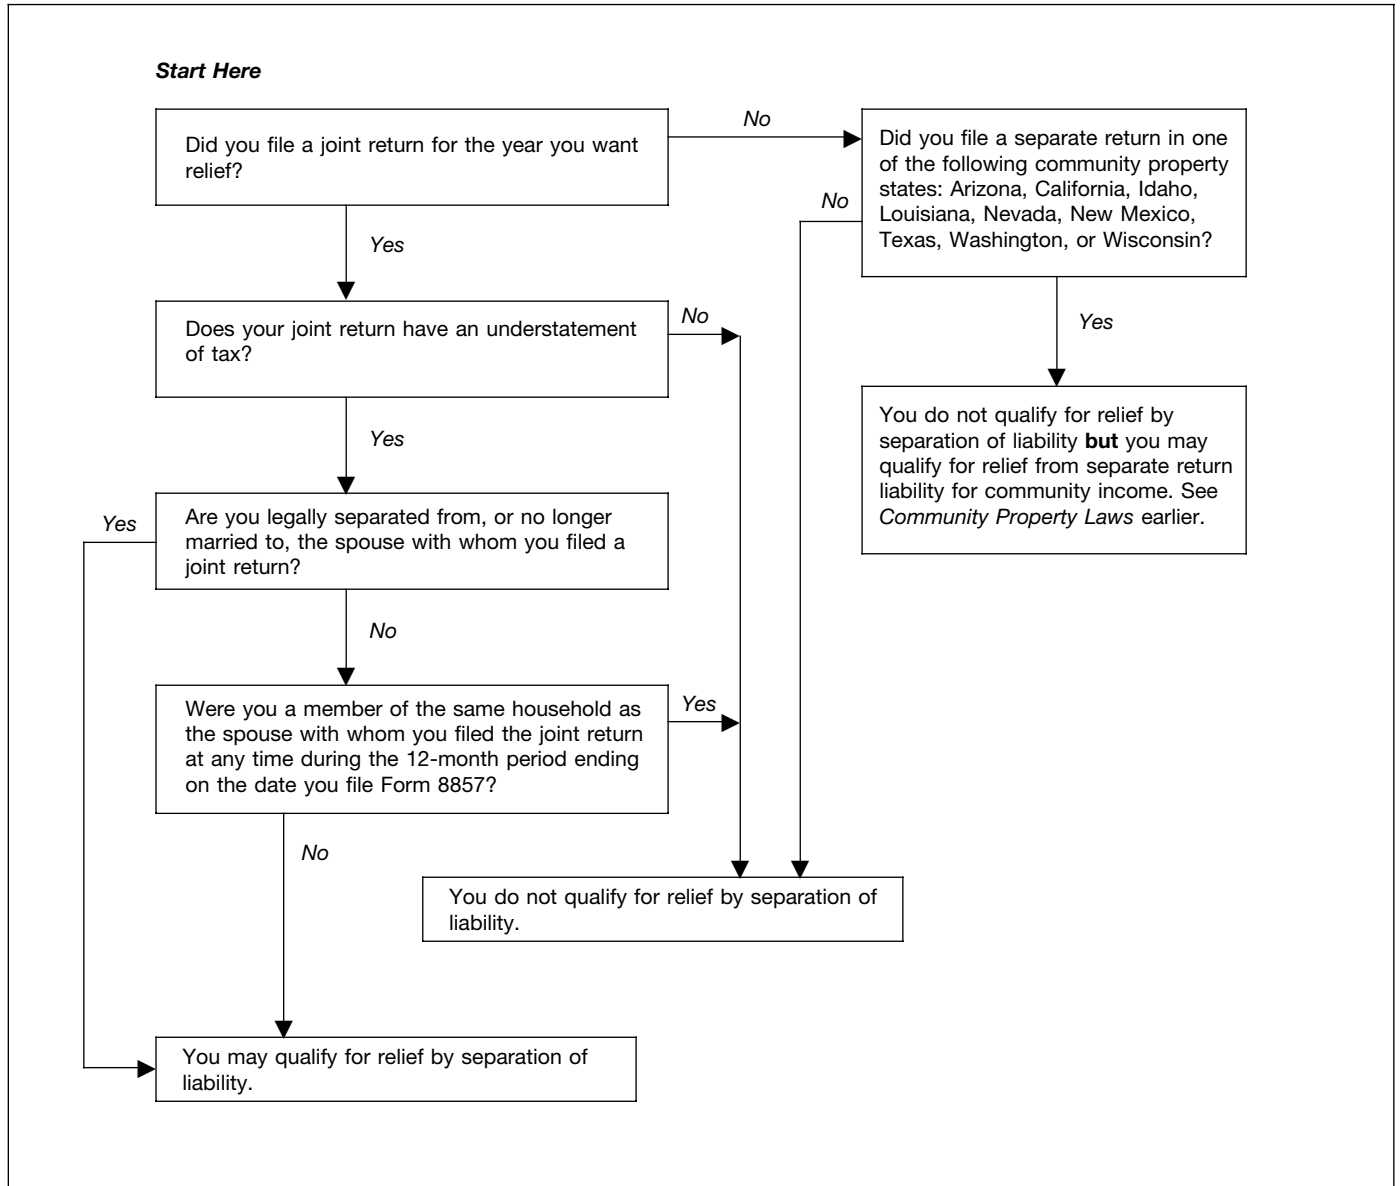 Start Here
Did you file a joint return for the year you want
relief?
No
Did you file a separate return in one
of the following community property
states: Arizona, California, Idaho,
Louisiana, Nevada, New Mexico,
Texas, Washington, or Wisconsin?
No
Yes
Does your joint return have an understatement
of tax?
No
Yes
You do not qualify for relief by
separation of liability but you may
qualify for relief from separate return
liability for community income. See
Community Property Laws earlier.
Yes
Yes
Are you legally separated from, or no longer
married to, the spouse with whom you filed a
joint return?
No
Were you a member of the same household as
the spouse with whom you filed the joint return
at any time during the 12-month period ending
on the date you file Form 8857?
Yes
No
You do not qualify for relief by separation of
liability.
You may qualify for relief by separation of
liability.